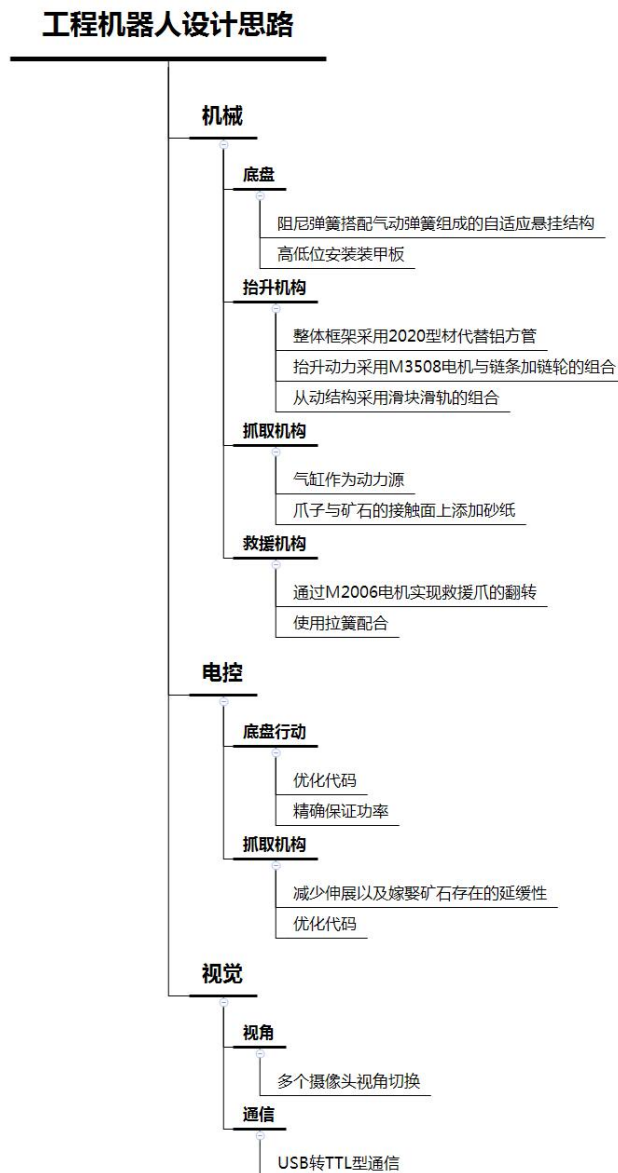 工程机器人设计思路
机械
底盘
阻尼弹簧搭配气动弹簧组成的自适应悬挂结构
高低位安装装甲板
抬升机构
整体框架采用2020型材代替铝方管
抬升动力采用M3508电机与链条加链轮的组合
从动结构采用滑块滑轨的组合
抓取机构
气缸作为动力源
爪子与矿石的接触面上添加砂纸
救援机构
通过M2006电机实现救援爪的翻转
使用拉簧配合
电控
底盘行动
优化代码
精确保证功率
抓取机构
减少伸展以及嫁娶矿石存在的延缓性
优化代码
视觉
视角
多个摄像头视角切换
通信
USB转TTL型通信